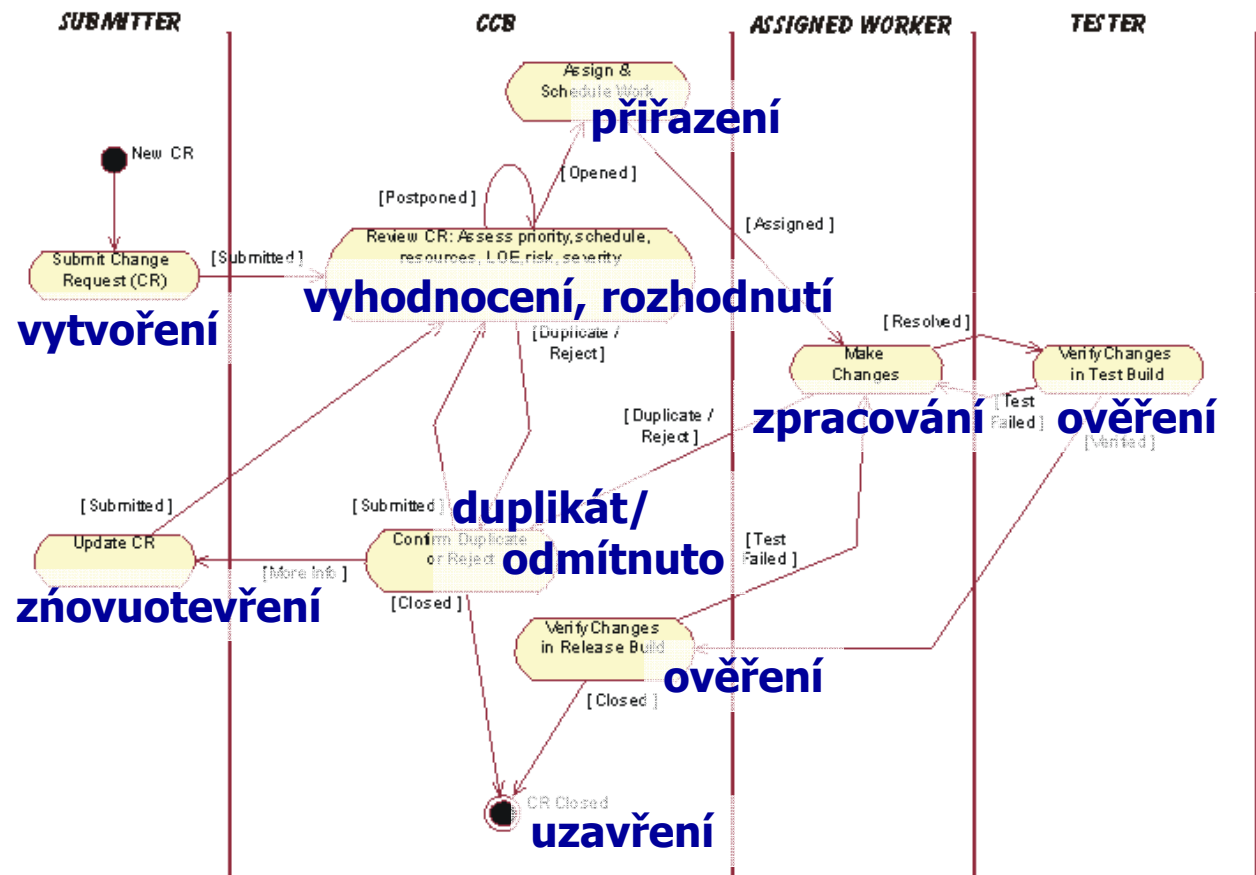 SUBMITTER
CCB
ASSIGNED WORKER
TESTER
Assign &
Schedule Work
přiřazení
New CR
[Opened]
[Postponed]
[Assigned]
Submit Change
Request (CR)
[Submitted]
Review CR: Assess priority,schedule,
resources, LOE,risk, severity
vytvoření
vyhodnocení, rozhodnutí
[Duplicate /
Reject]
[Resolved]
Make
Changes
Verify Changes
in Test Build
zpracování
[Test
Failed]
ověření
[Verified]
[Duplicate /
Reject]
[Submitted]
Update CR
[Submitted]
duplikát/
Confirm Duplicate
or Reject
odmítnuto
[More Info]
[Test
Failed]
zńovuotevření
[Closed]
Verify Changes
in Release Build
ověření
[Closed]
CR Closed
uzavření